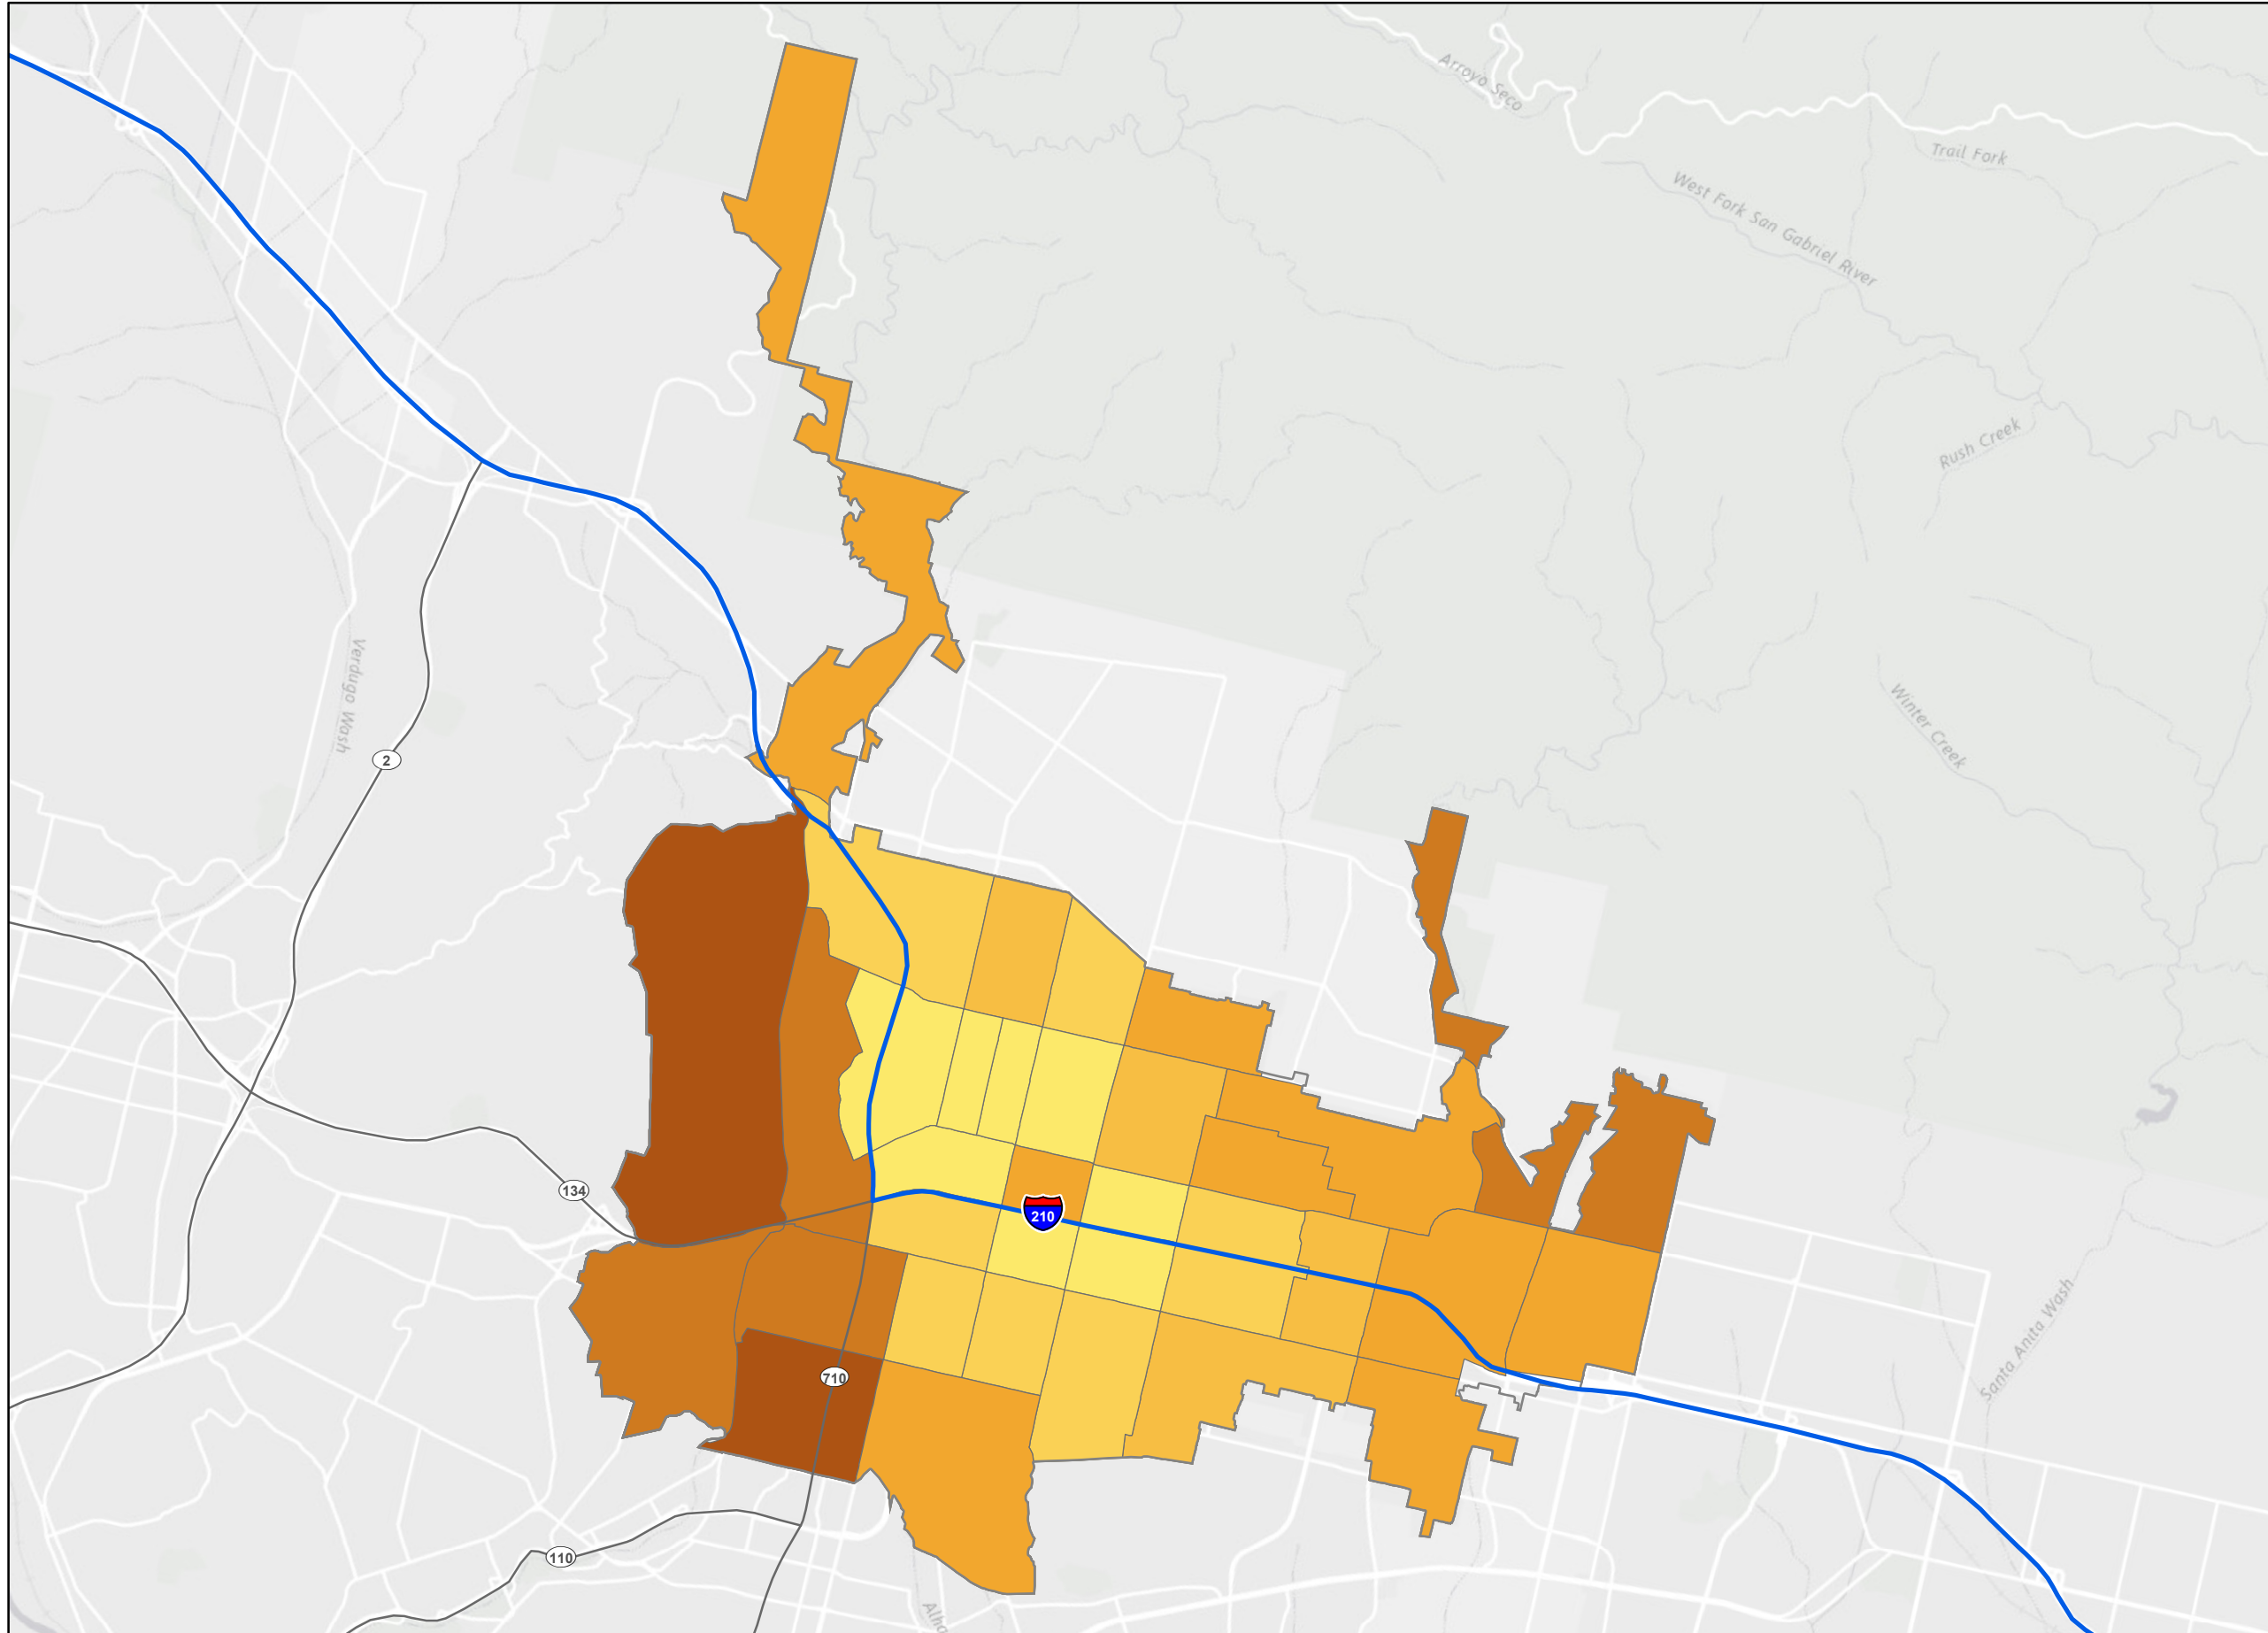 Arroyo Seco
Trail Fork
West Fork San Gabriel River
Rush Creek
Verdugo Wash
Winter Creek
2
134
210
Santa Anita Wash
710
110
Alha